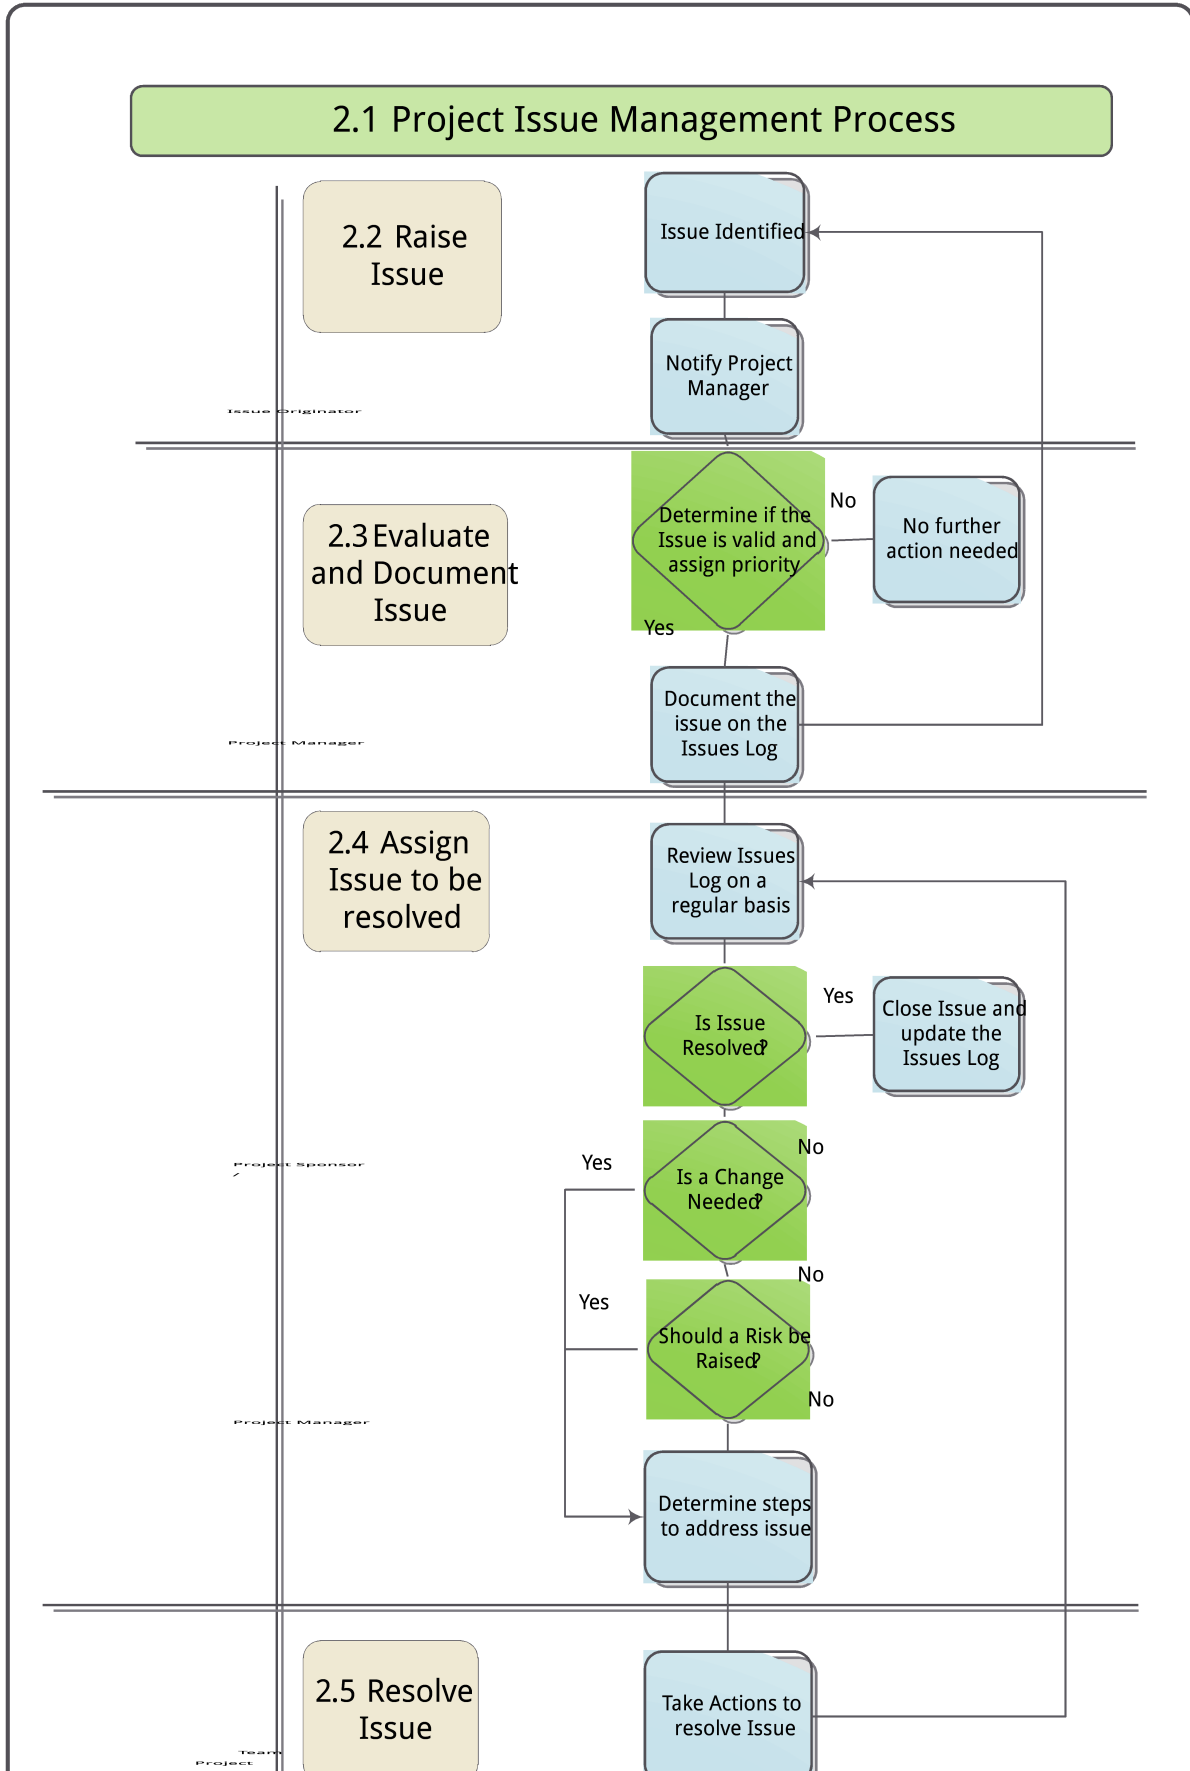 2.1 Project Issue Management Process
2.2 Raise
Issue
Issue Identified
Notify Project
Manager
Issue Originator
2.3 Evaluate
and Document
Issue
Determine if the
Issue is valid and
assign priority
No
No further
action needed
Yes
Document the
issue on the
Issues Log
Project Manager
2.4 Assign
Issue to be
resolved
Review Issues
Log on a
regular basis
Is Issue
Resolved?
Yes
Close Issue and
update the
Issues Log
No
Project Sponsor
/
Yes
Is a Change
Needed?
No
Yes
Should a Risk be
Raised?
No
Project Manager
Determine steps
to address issue
2.5 Resolve
Issue
Take Actions to
resolve Issue
Team
Project